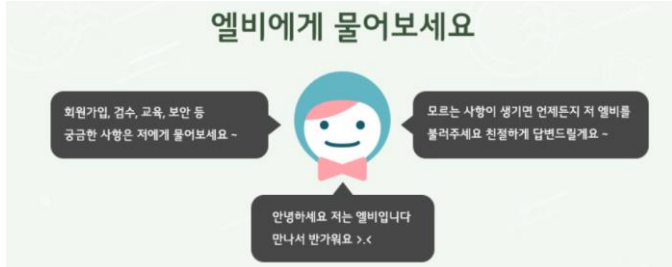 엘비에게 물어보세요
회원가입, 검수, 교육, 보안 등
궁금한 사항은 저에게 물어보세요 ~
모르는 사항이 생기면 언제든지 저 엘비를
불러주세요 친절하게 답변드릴게요 ~
안녕하세요 저는 엘비입니다
만나서 반가워요 >.<